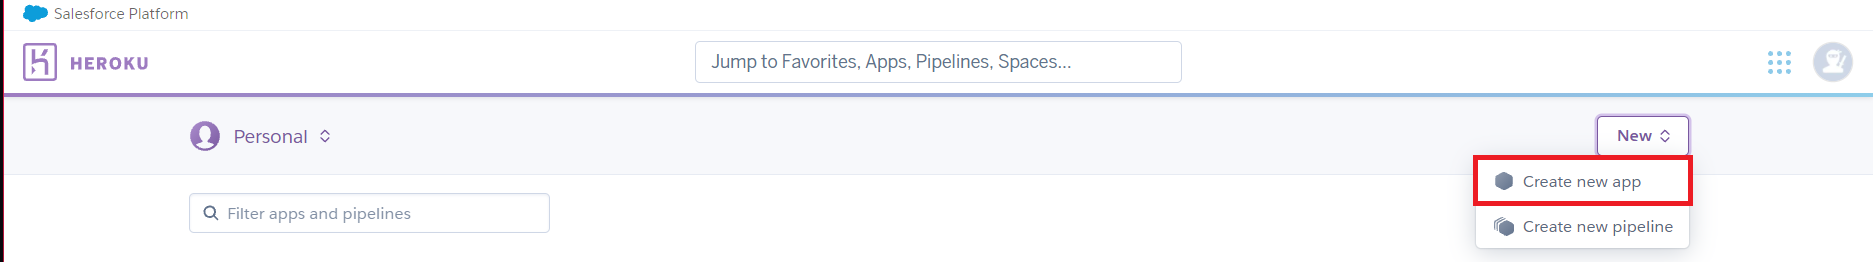 Salesforce Platform
HEROKU
Jump to Favorites, Apps, Pipelines, Spaces...
Personal
New
Create new app
Filter apps and pipelines
Create new pipeline